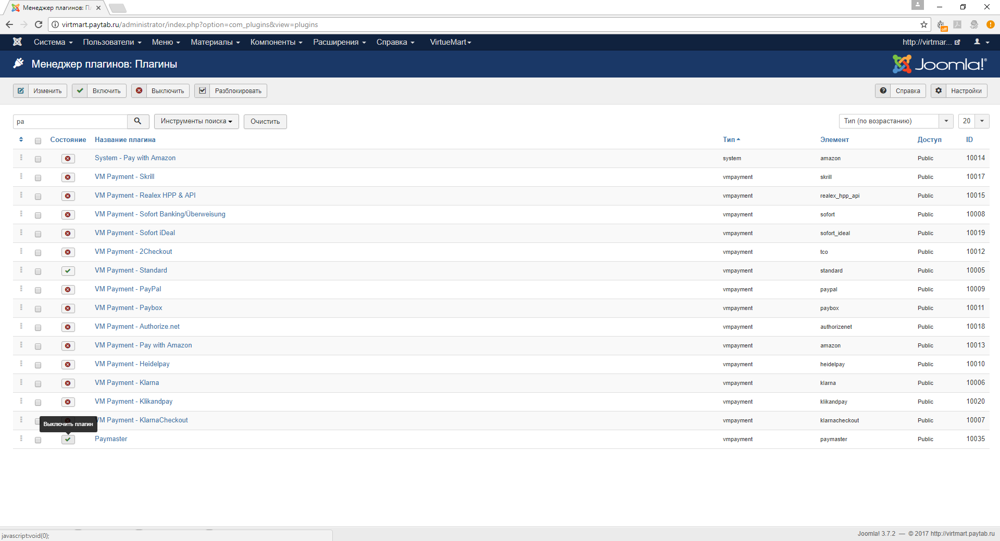 Менеджер плагинов: П
virtmart.paytab.ru/administrator/index.php?option=com_plugins&view=plugins
off
Система Пользователи Меню Материалы Компоненты Расширения Справка VirtueMart http://virtmar...
Менеджер плагинов: Плагины Joomla!®
Изменить Включить Выключить Разблокировать Справка Настройки
pa Инструменты поиска Очистить Тип (по возрастанию) 20
Состояние Название плагина Тип Элемент Доступ ID
System - Pay with Amazon system amazon Public 10014
VM Payment - Skrill vmpayment skrill Public 10017
VM Payment - Realex HPP & API vmpayment realex_hpp_api Public 10015
VM Payment - Sofort Banking/Überweisung vmpayment sofort Public 10008
VM Payment - Sofort iDeal vmpayment sofort_ideal Public 10019
VM Payment - 2Checkout vmpayment tco Public 10012
VM Payment - Standard vmpayment standard Public 10005
VM Payment - PayPal vmpayment paypal Public 10009
VM Payment - Paybox vmpayment paybox Public 10011
VM Payment - Authorize.net vmpayment authorizenet Public 10018
VM Payment - Pay with Amazon vmpayment amazon Public 10013
VM Payment - Heidelpay vmpayment heidelpay Public 10010
VM Payment - Klarna vmpayment klarna Public 10006
VM Payment - Klikandpay vmpayment klikandpay Public 10020
VM Payment - KlarnaCheckout vmpayment klarnacheckout Public 10007
Выключить плагин
Paymaster vmpayment paymaster Public 10035
javascript:void(0);
Joomla! 3.7.2 — © 2017 http://virtmart.paytab.ru